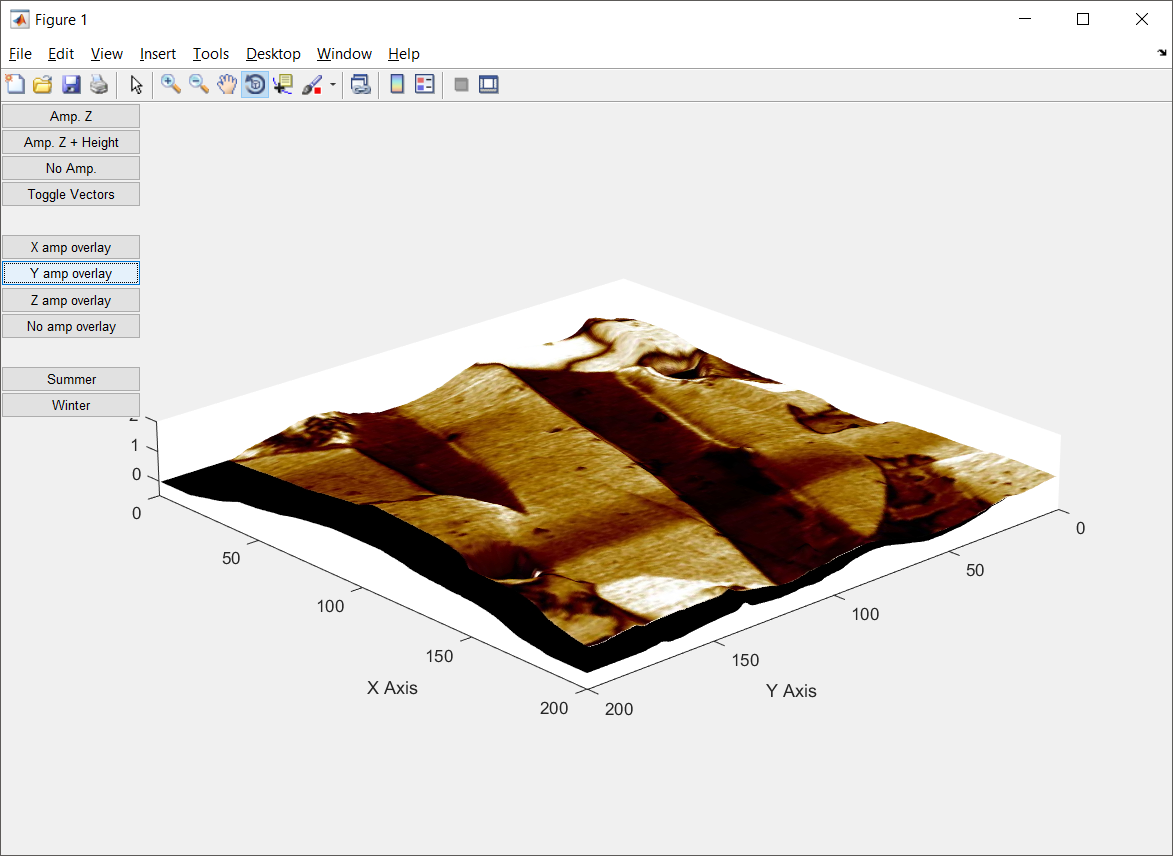 Figure 1
File Edit View Insert Tools Desktop Window Help
Amp. Z
Amp. Z + Height
No Amp.
Toggle Vectors
X amp overlay
Y amp overlay
Z amp overlay
No amp overlay
Summer
Winter
2
1
0
0
50
100
150
200
X Axis
200
150
100
50
0
Y Axis